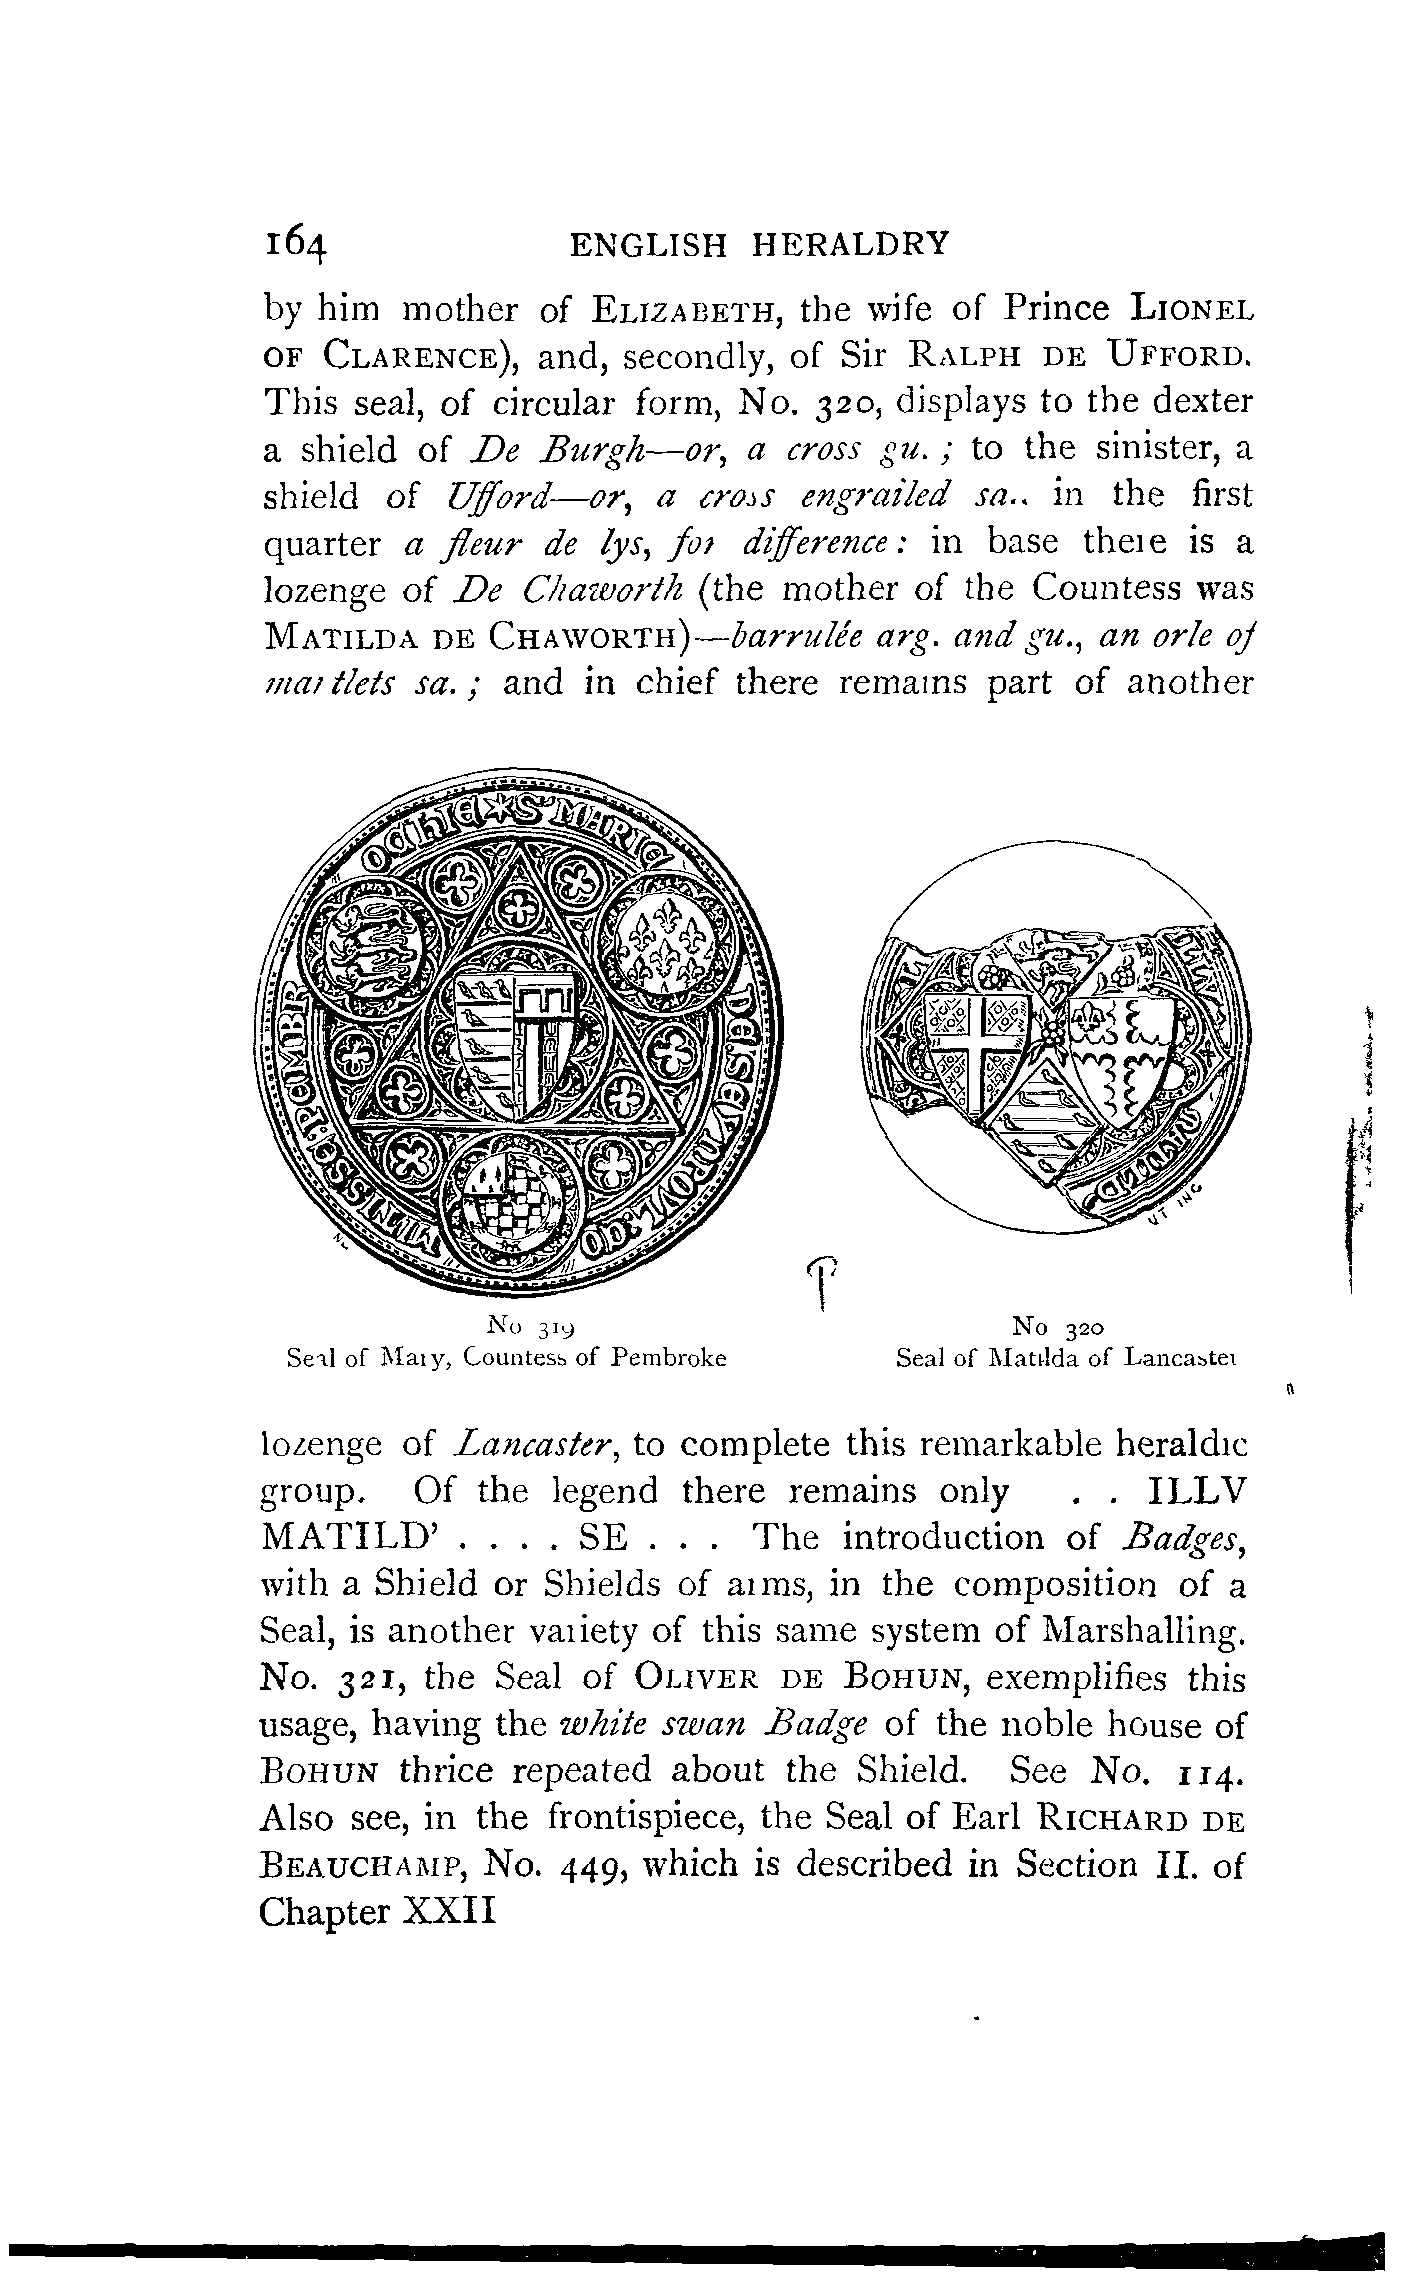 164 ENGLISH HERALDRY
by him mother of ELIZABETH, the wife of Prince LIONEL
OF CLARENCE), and, secondly, of Sir RALPH DE UFFORD.
This seal, of circular form, No. 320, displays to the dexter
a shield of De Burgh—or, a cross gu. ; to the sinister, a
shield of Ufford—or, a cross engrailed sa.. in the first
quarter a fleur de lys, for difference: in base there is a
lozenge of De Chaworth (the mother of the Countess was
MATILDA DE CHAWORTH)—barrulée arg. and gu., an orle of
martlets sa. ; and in chief there remains part of another
No 319
Seal of Mary, Countess of Pembroke
No 320
Seal of Matilda of Lancaster
lozenge of Lancaster, to complete this remarkable heraldic
group. Of the legend there remains only . . ILLV
MATILD’ . . . . SE . . . The introduction of Badges,
with a Shield or Shields of arms, in the composition of a
Seal, is another variety of this same system of Marshalling.
No. 321, the Seal of OLIVER DE BOHUN, exemplifies this
usage, having the white swan Badge of the noble house of
BOHUN thrice repeated about the Shield. See No. 114.
Also see, in the frontispiece, the Seal of Earl RICHARD DE
BEAUCHAMP, No. 449, which is described in Section II. of
Chapter XXII